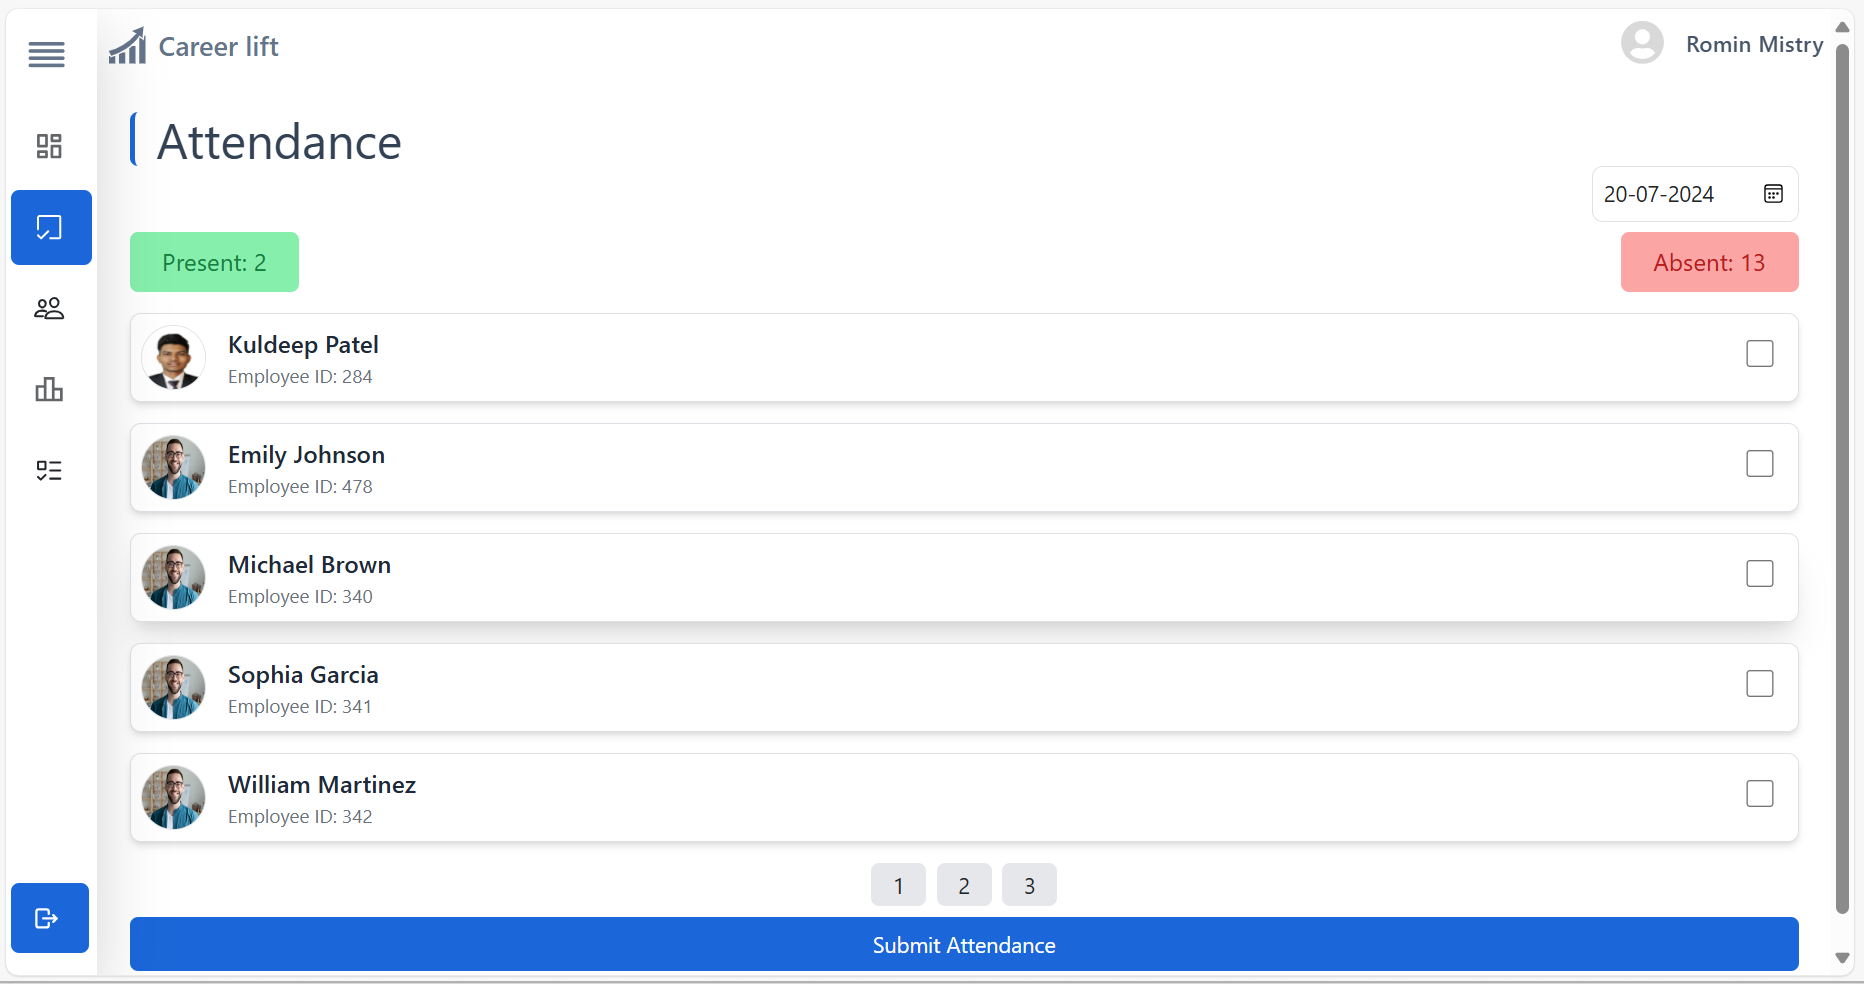 Career lift
Romin Mistry
Attendance
20-07-2024
Present: 2
Absent: 13
Kuldeep Patel
Employee ID: 284
Emily Johnson
Employee ID: 478
Michael Brown
Employee ID: 340
Sophia Garcia
Employee ID: 341
William Martinez
Employee ID: 342
1 2 3
Submit Attendance